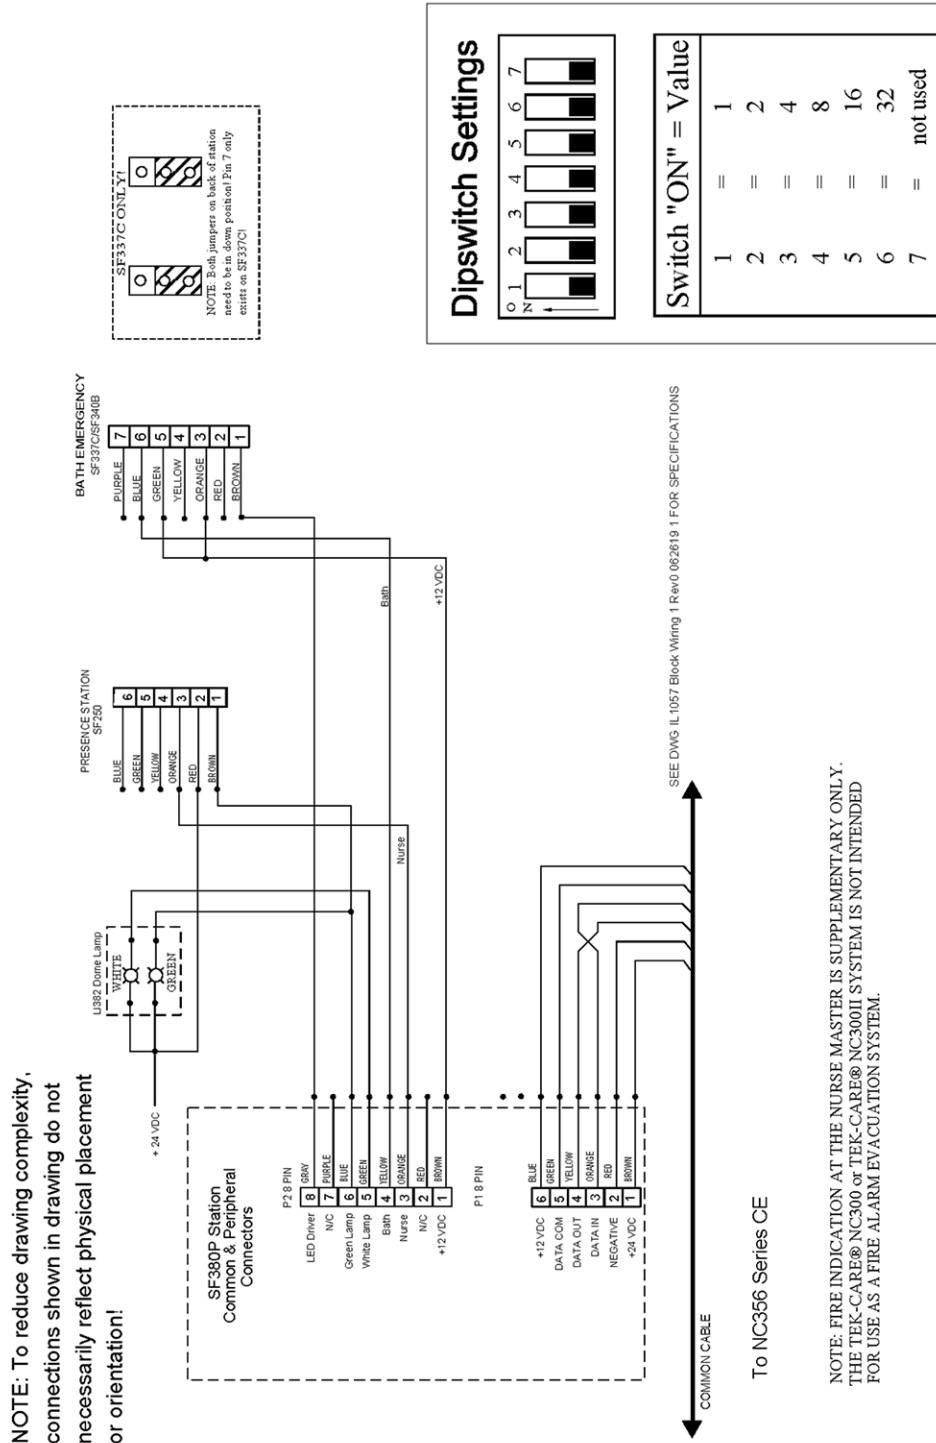 NOTE: To reduce drawing complexity,
connections shown in drawing do not
necessarily reflect physical placement
or orientation!
SF337C ONLY!
NOTE: Both jumpers on back of station
need to be in down position! Pin 7 only
exists on SF337C!
BATH EMERGENCY
SF337C/SF340B
PURPLE 7
BLUE 6
GREEN 5
YELLOW 4
ORANGE 3
RED 2
BROWN 1
PRESENCE STATION
SF250
BLUE 6
GREEN 5
YELLOW 4
ORANGE 3
RED 2
BROWN 1
LI382 Dome Lamp
WHITE
GREEN
+ 24 VDC
Bath
+12 VDC
Nurse
SF380P Station
Common & Peripheral
Connectors
P2 8 PIN
LED Driver 8 GRAY
N/C 7 PURPLE
Green Lamp 6 BLUE
White Lamp 5 GREEN
Bath 4 YELLOW
Nurse 3 ORANGE
N/C 2 RED
+12 VDC 1 BROWN
P1 8 PIN
+12 VDC 6 BLUE
DATA COM 5 GREEN
DATA OUT 4 YELLOW
DATA IN 3 ORANGE
NEGATIVE 2 RED
+24 VDC 1 BROWN
COMMON CABLE
SEE DWG IL1057 Block Wiring 1 Rev0 062619 1 FOR SPECIFICATIONS
To NC356 Series CE
Dipswitch Settings
O N
1 2 3 4 5 6 7
Switch "ON" = Value
1 = 1
2 = 2
3 = 4
4 = 8
5 = 16
6 = 32
7 = not used
NOTE: FIRE INDICATION AT THE NURSE MASTER IS SUPPLEMENTARY ONLY.
THE TEK-CARE® NC300 or TEK-CARE® NC300II SYSTEM IS NOT INTENDED
FOR USE AS A FIRE ALARM EVACUATION SYSTEM.